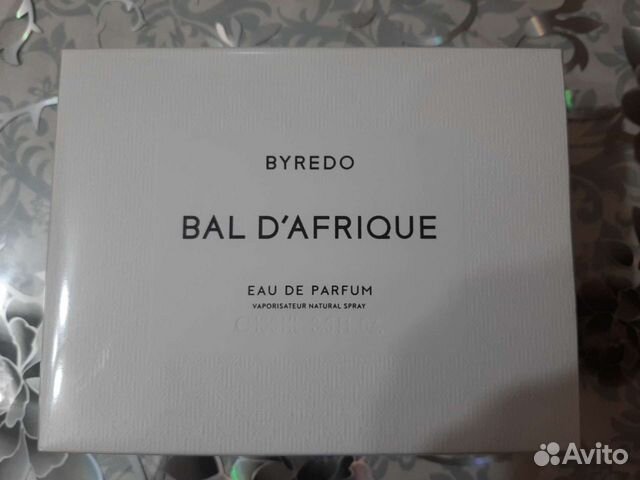 BYREDO
BAL D'AFRIQUE
EAU DE PARFUM
VAPORISATEUR NATURAL SPRAY
Avito